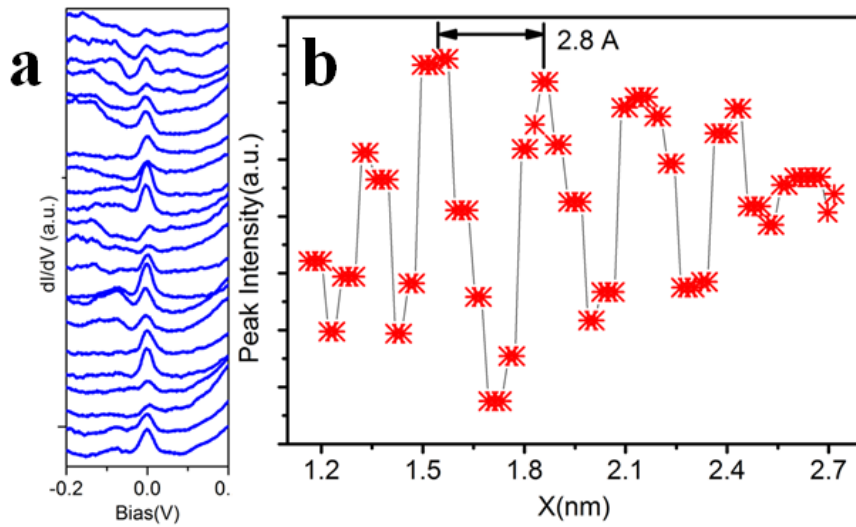 a
dI/dV (a.u.)
-0.2
0.0
0.
Bias(V)
b
2.8 A
Peak Intensity(a.u.)
1.2
1.5
1.8
2.1
2.4
2.7
X(nm)